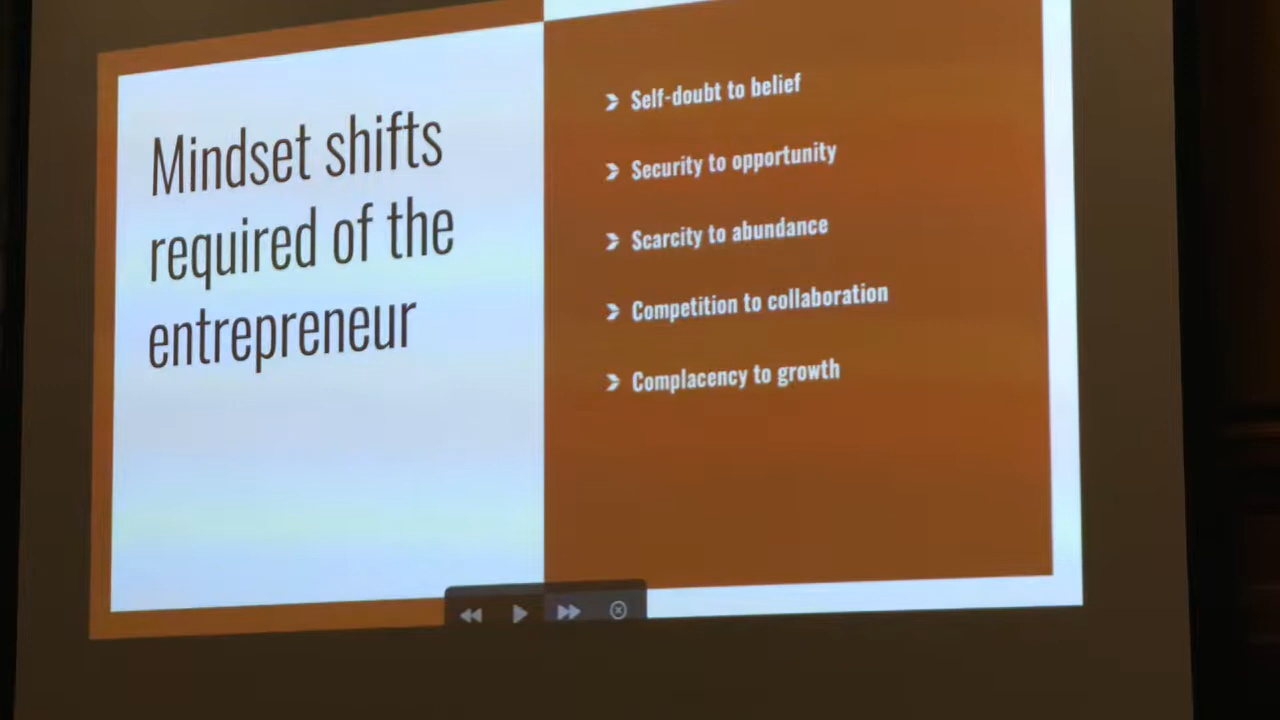 Mindset shifts
required of the
entrepreneur
Self-doubt to belief
Security to opportunity
Scarcity to abundance
Competition to collaboration
Complacency to growth